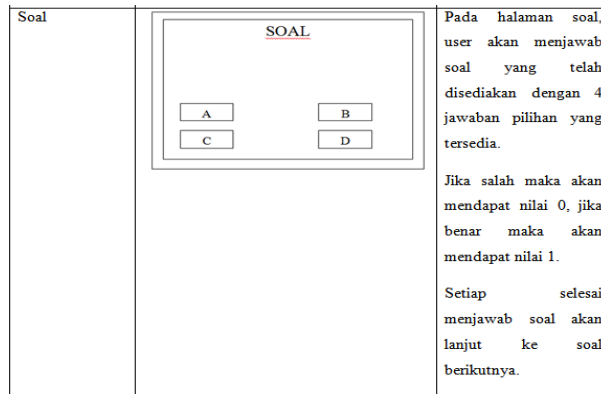 Soal
SOAL
A
B
C
D
Pada halaman soal,
user akan menjawab
soal yang telah
disediakan dengan 4
jawaban pilihan yang
tersedia.
Jika salah maka akan
mendapat nilai 0, jika
benar maka akan
mendapat nilai 1.
Setiap selesai
menjawab soal akan
lanjut ke soal
berikutnya.